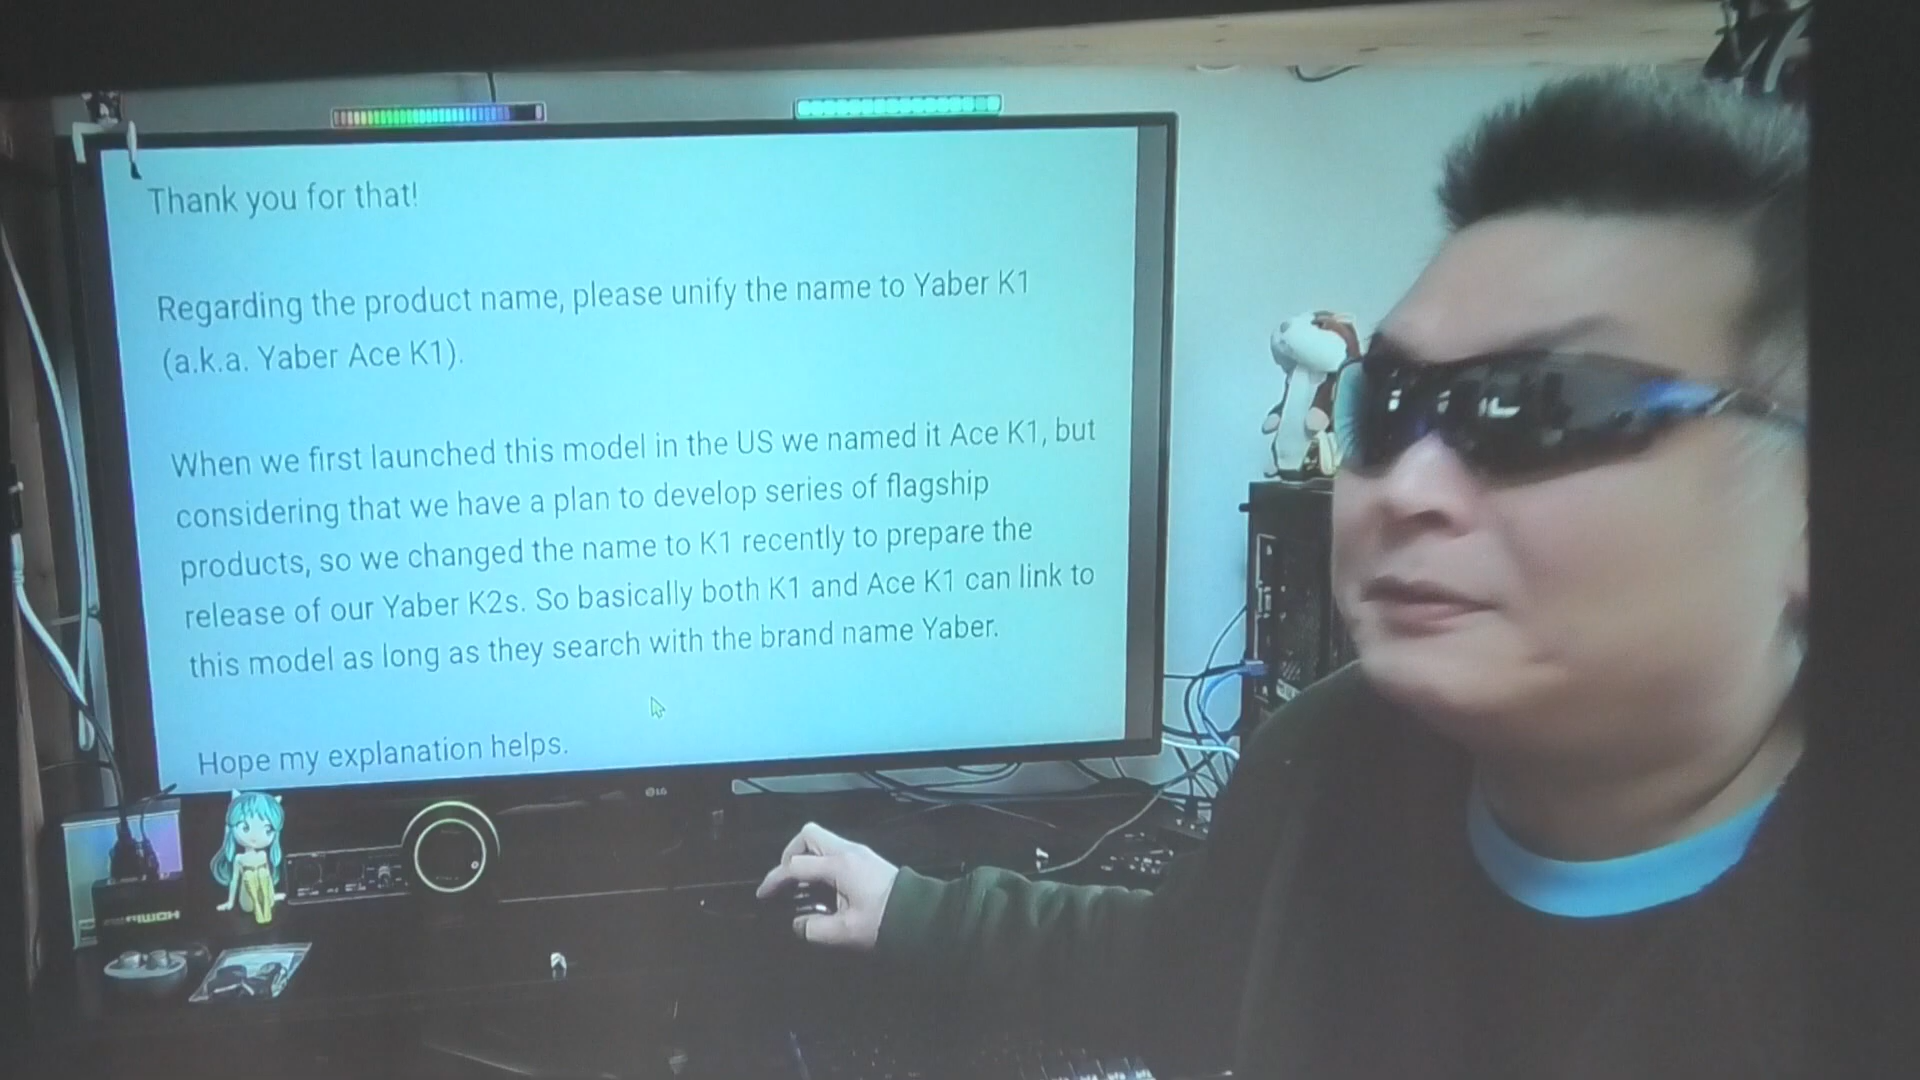 Thank you for that!
Regarding the product name, please unify the name to Yaber K1
(a.k.a. Yaber Ace K1).
When we first launched this model in the US we named it Ace K1, but
considering that we have a plan to develop series of flagship
products, so we changed the name to K1 recently to prepare the
release of our Yaber K2s. So basically both K1 and Ace K1 can link to
this model as long as they search with the brand name Yaber.
Hope my explanation helps.
LG